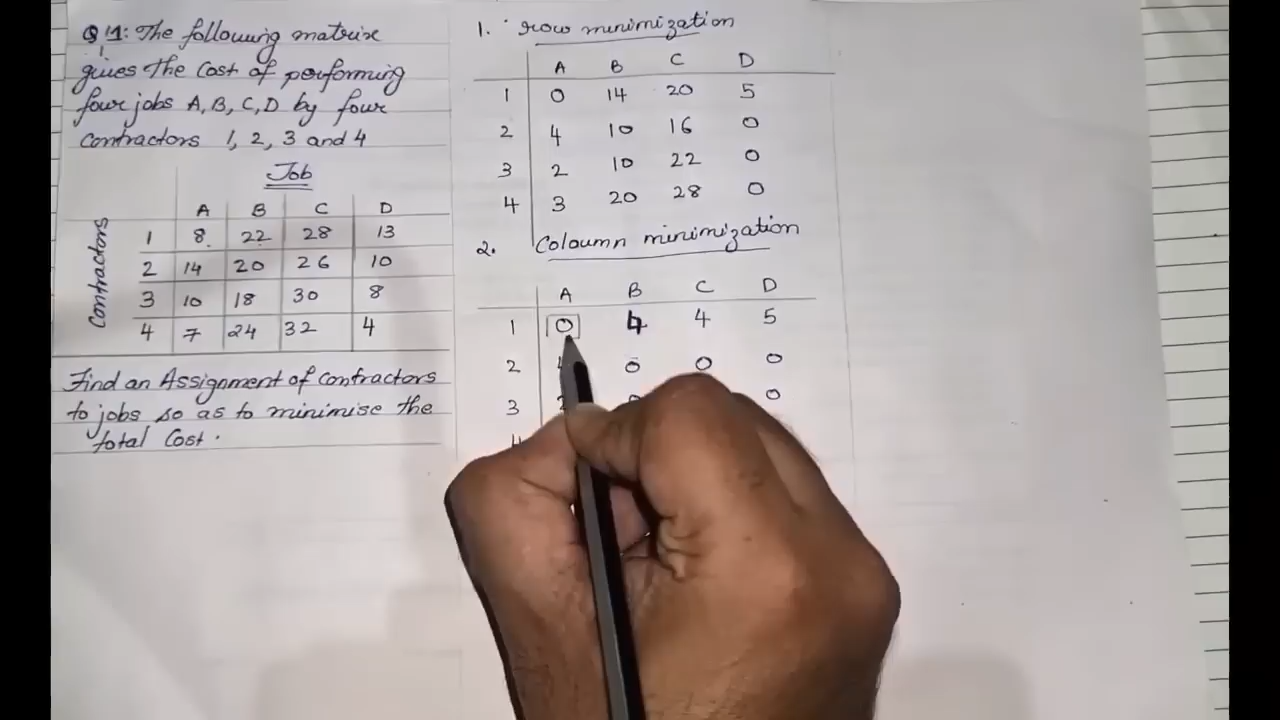 Q 1: The following matrix
gives the Cost of performing
four jobs A, B, C, D by four
contractors 1, 2, 3 and 4
Job
Contractors
A B C D
1 8 22 28 13
2 14 20 26 10
3 10 18 30 8
4 7 24 32 4
Find an Assignment of contractors
to jobs so as to minimise the
total Cost.
1. row minimization
A B C D
1 0 14 20 5
2 4 10 16 0
3 2 10 22 0
4 3 20 28 0
2. Coloumn minimization
A B C D
1 0 4 4 5
2 0 0 0
3 0